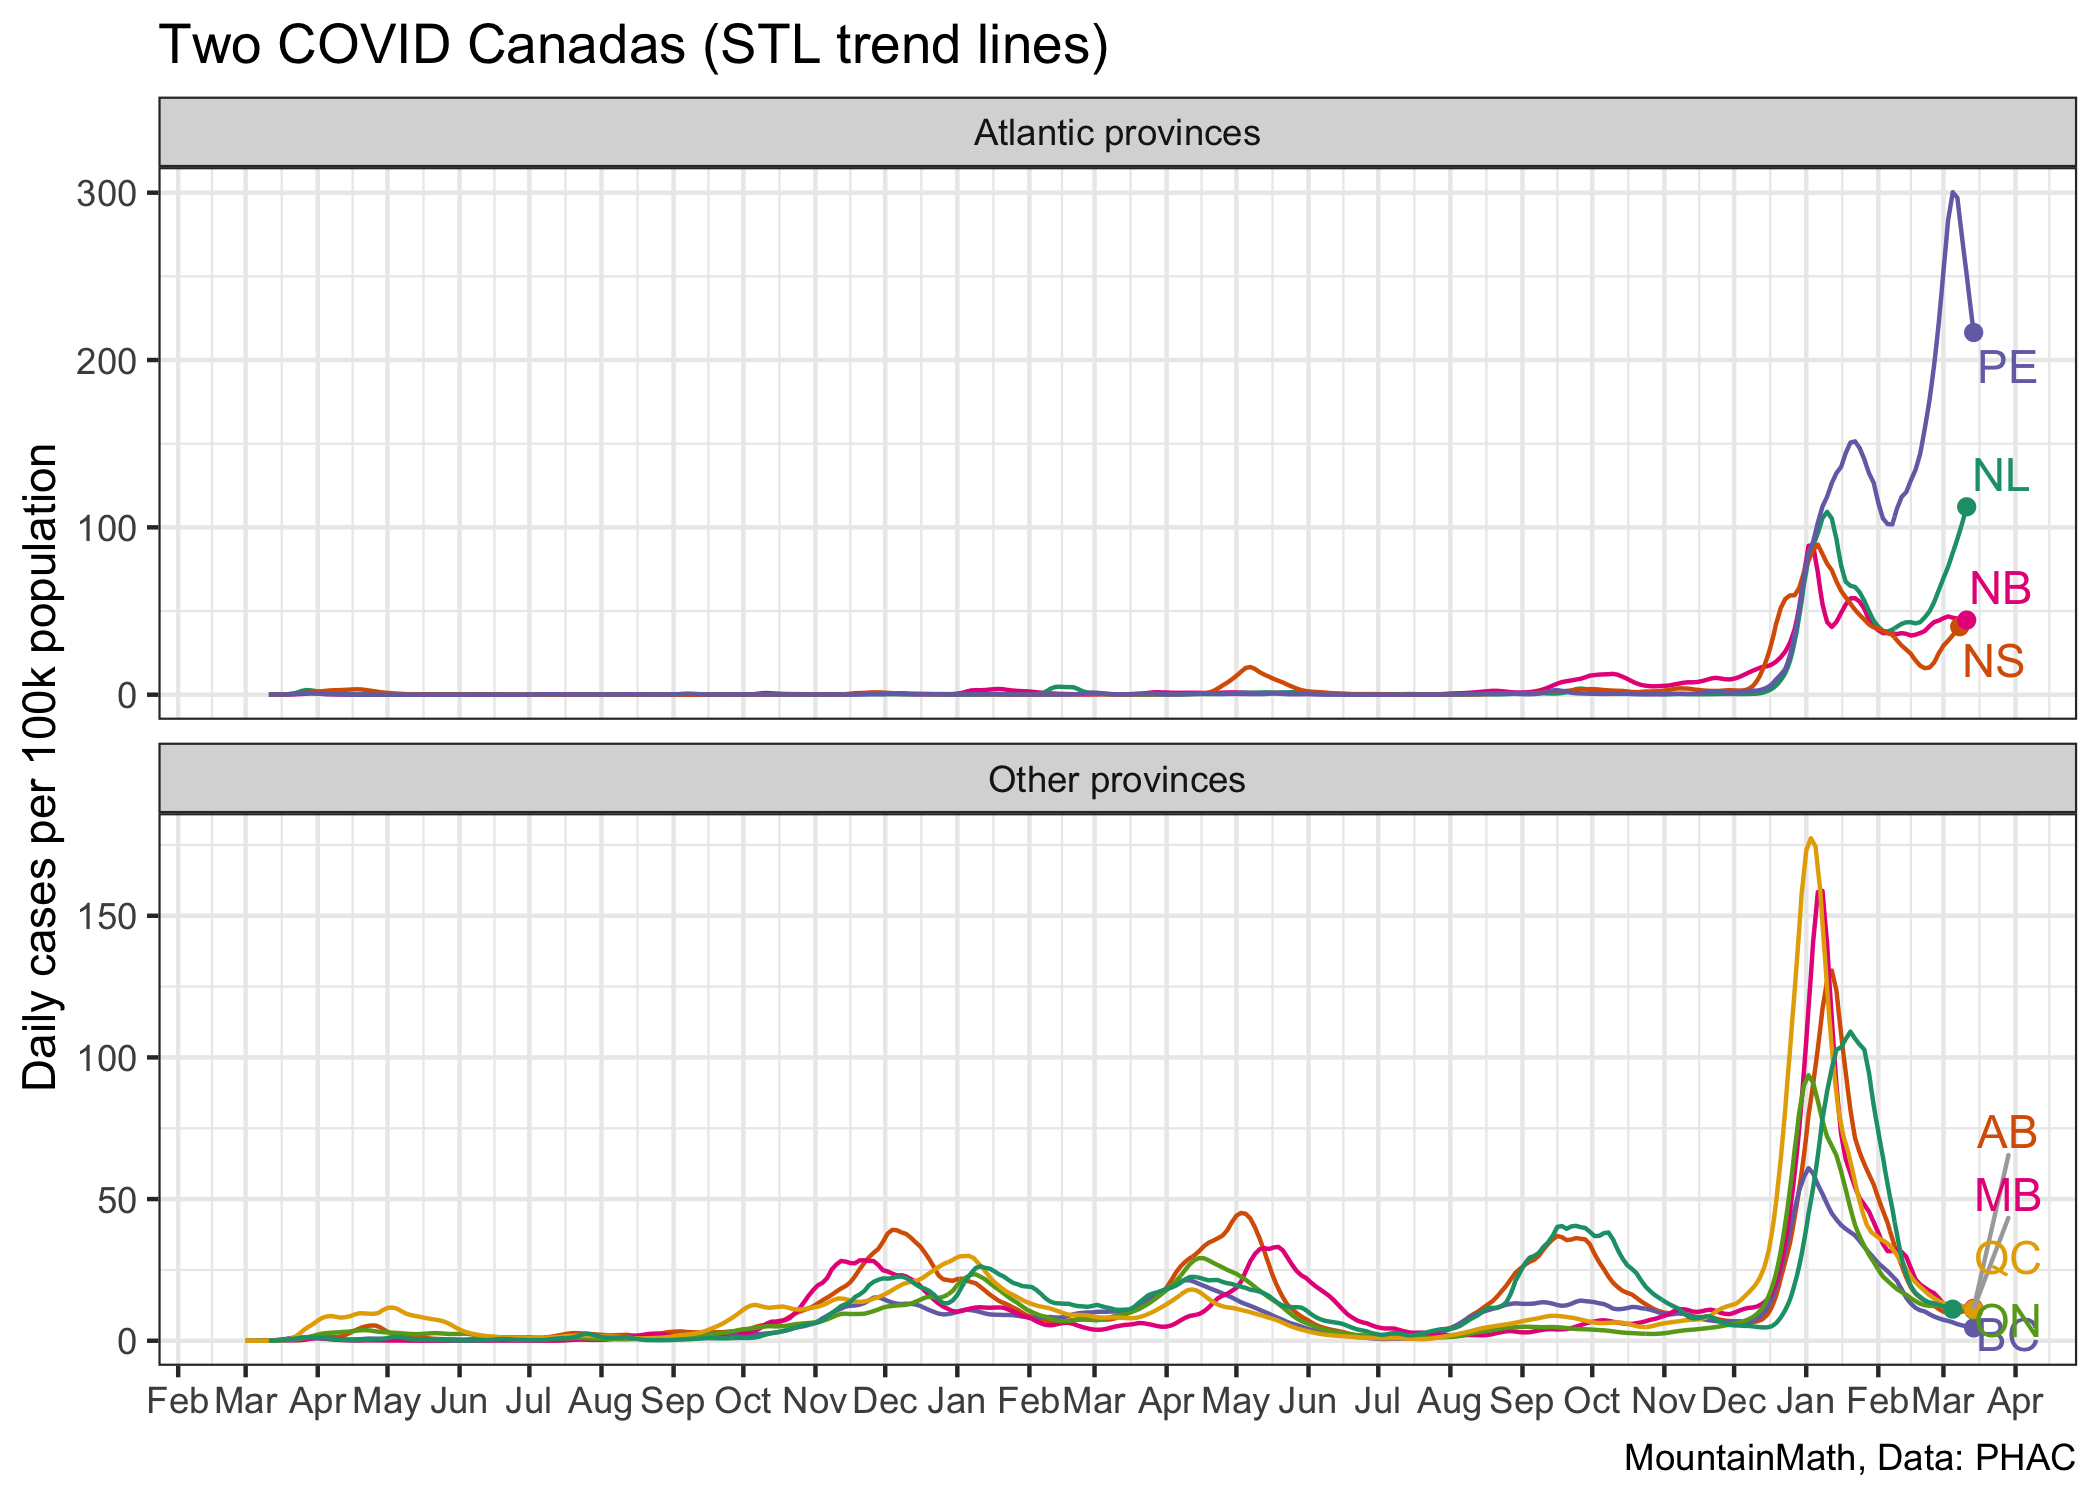 Two COVID Canadas (STL trend lines)
Atlantic provinces
300
200
100
0
PE
NL
NB
NS
Daily cases per 100k population
Other provinces
150
100
50
0
AB
MB
QC
ON
BC
Feb Mar Apr May Jun Jul Aug Sep Oct Nov Dec Jan Feb Mar Apr May Jun Jul Aug Sep Oct Nov Dec Jan Feb Mar Apr
MountainMath, Data: PHAC